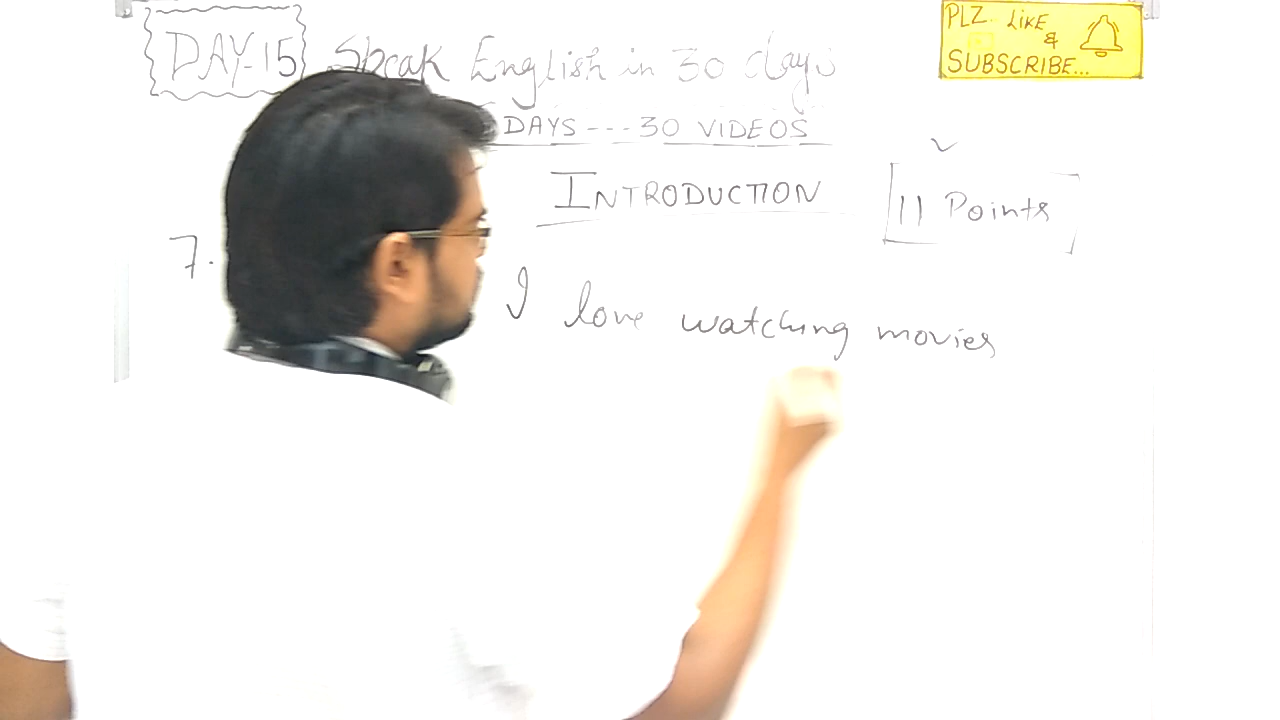 DAY-15 Speak English in 30 days
PLZ. LIKE
&
SUBSCRIBE...
DAYS---30 VIDEOS
INTRODUCTION [11 Points]
7.
I love watching movies